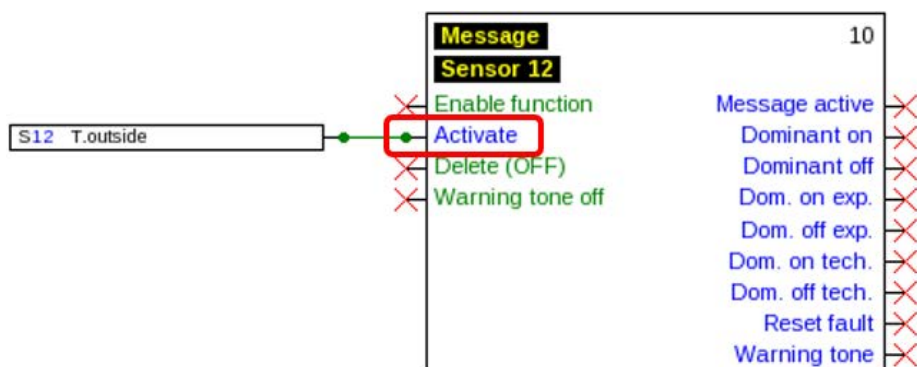 Message 10
Sensor 12
Enable function Message active
S12 T.outside Activate Dominant on
Delete (OFF) Dominant off
Warning tone off Dom. on exp.
Dom. off exp.
Dom. on tech.
Dom. off tech.
Reset fault
Warning tone